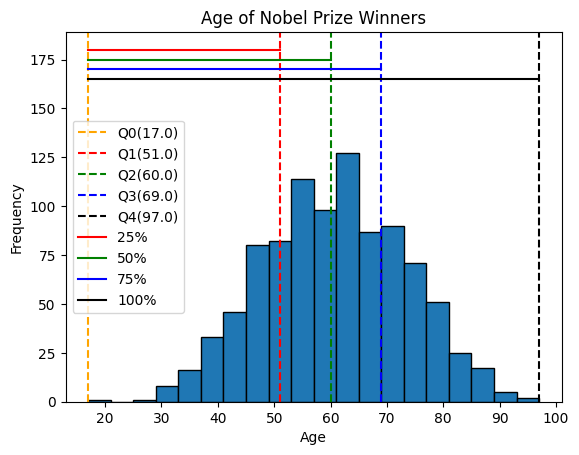 Age of Nobel Prize Winners
175
150
125
100
75
50
25
0
Frequency
Q0(17.0)
Q1(51.0)
Q2(60.0)
Q3(69.0)
Q4(97.0)
25%
50%
75%
100%
20 30 40 50 60 70 80 90 100
Age